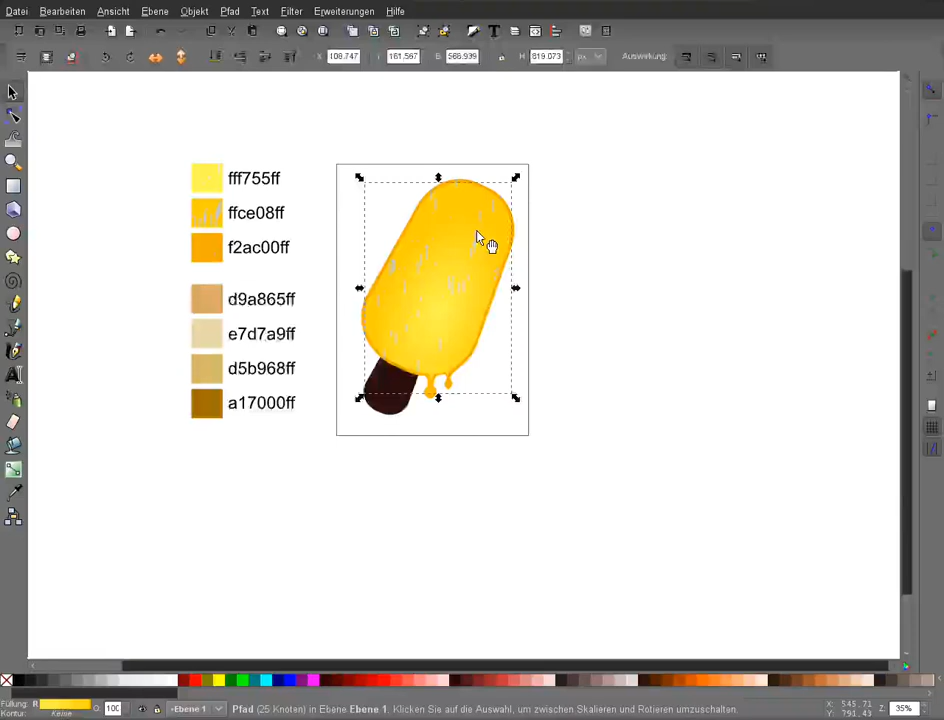 Datei Bearbeiten Ansicht Ebene Objekt Pfad Text Filter Erweiterungen Hilfe
X 108.747 161,567 B: 566,939 H: 819,073 px Auswirkung:
fff755ff
ffce08ff
f2ac00ff
d9a865ff
e7d7a9ff
d5b968ff
a17000ff
Füllung: R O: 100 Ebene 1 Pfad (25 Knoten) in Ebene Ebene 1. Klicken Sie auf die Auswahl, um zwischen Skalieren und Rotieren umzuschalten. X: 545,71 Z: 35%
Kontur: Keine Y: 791,43